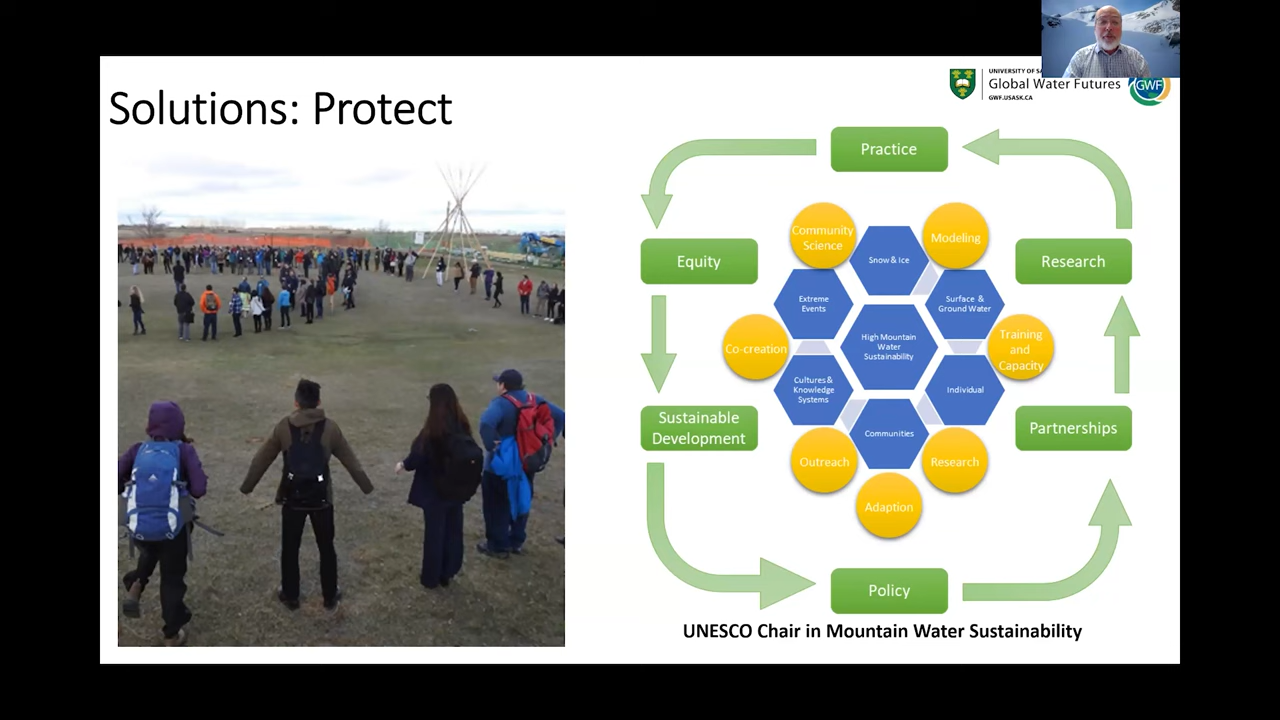 Solutions: Protect
UNIVERSITY OF
Global Water Futures
GWF.USASK.CA
GWF
Practice
Equity
Research
Sustainable
Development
Partnerships
Policy
Community
Science
Modeling
Snow & Ice
Extreme
Events
Surface &
Ground Water
Co-creation
High Mountain
Water
Sustainability
Training
and
Capacity
Cultures &
Knowledge
Systems
Individual
Communities
Outreach
Research
Adaption
UNESCO Chair in Mountain Water Sustainability